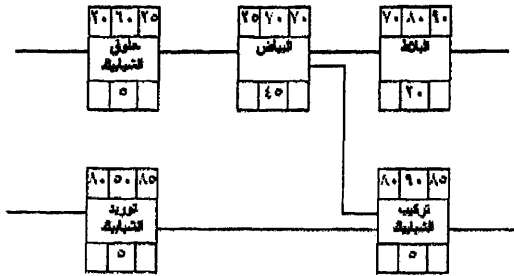 ٢٠ ٦٠ ٢٥
حلوق
الشبابيك
٥
٢٥ ٧٠ ٧٠
البياض
٤٥
٧٠ ٨٠ ٩٠
البلاط
٢٠
٨٠ ٥٠ ٨٥
توريد
الشبابيك
٥
٨٠ ٩٠ ٨٥
تركيب
الشبابيك
٥